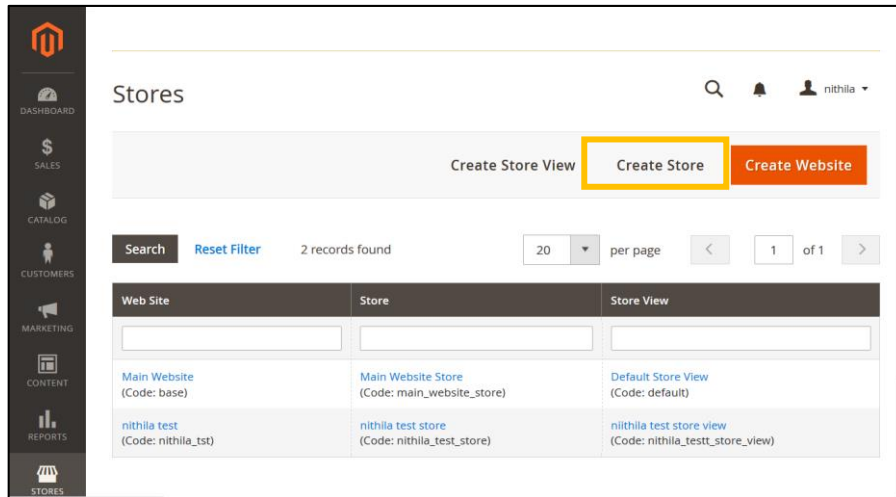 DASHBOARD
SALES
CATALOG
CUSTOMERS
MARKETING
CONTENT
REPORTS
STORES
Stores
nithila
Create Store View Create Store Create Website
Search Reset Filter 2 records found 20 per page 1 of 1
Web Site Store Store View
Main Website Main Website Store Default Store View
(Code: base) (Code: main_website_store) (Code: default)
nithila test nithila test store niithila test store view
(Code: nithila_tst) (Code: nithila_test_store) (Code: nithila_testt_store_view)